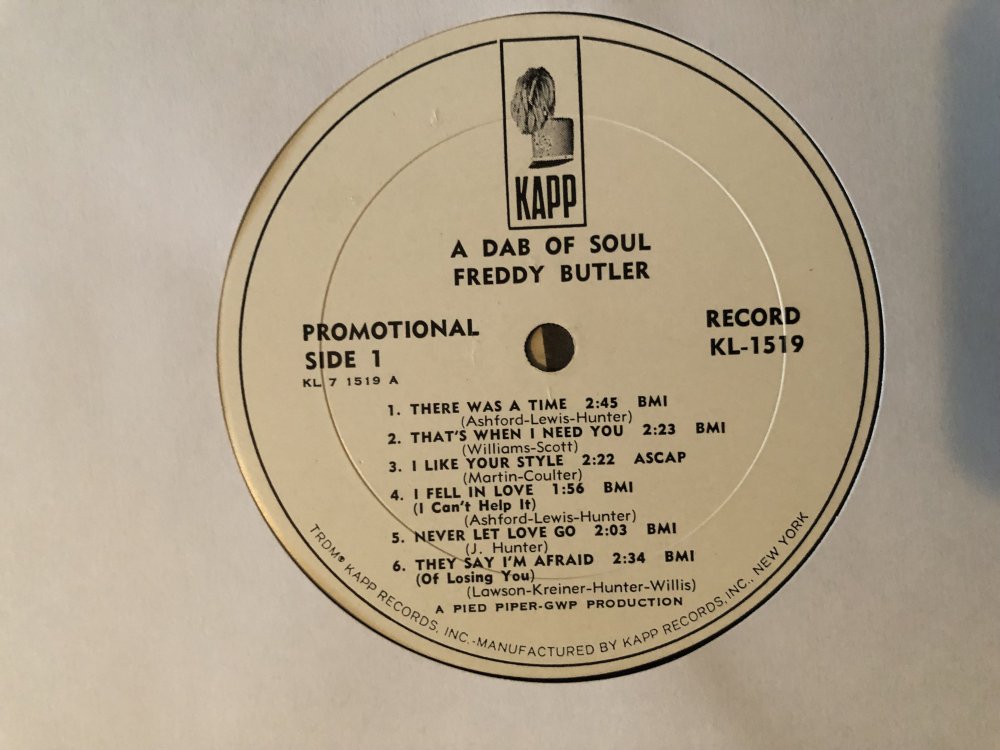 KAPP
A DAB OF SOUL
FREDDY BUTLER
PROMOTIONAL
SIDE 1
KL 7 1519 A
RECORD
KL-1519
1. THERE WAS A TIME 2:45 BMI
(Ashford-Lewis-Hunter)
2. THAT'S WHEN I NEED YOU 2:23 BMI
(Williams-Scott)
3. I LIKE YOUR STYLE 2:22 ASCAP
(Martin-Coulter)
4. I FELL IN LOVE 1:56 BMI
(I Can't Help It)
(Ashford-Lewis-Hunter)
5. NEVER LET LOVE GO 2:03 BMI
(J. Hunter)
6. THEY SAY I'M AFRAID 2:34 BMI
(Of Losing You)
(Lawson-Kreiner-Hunter-Willis)
A PIED PIPER-GWP PRODUCTION
TRDM® KAPP RECORDS, INC.-MANUFACTURED BY KAPP RECORDS, INC., NEW YORK